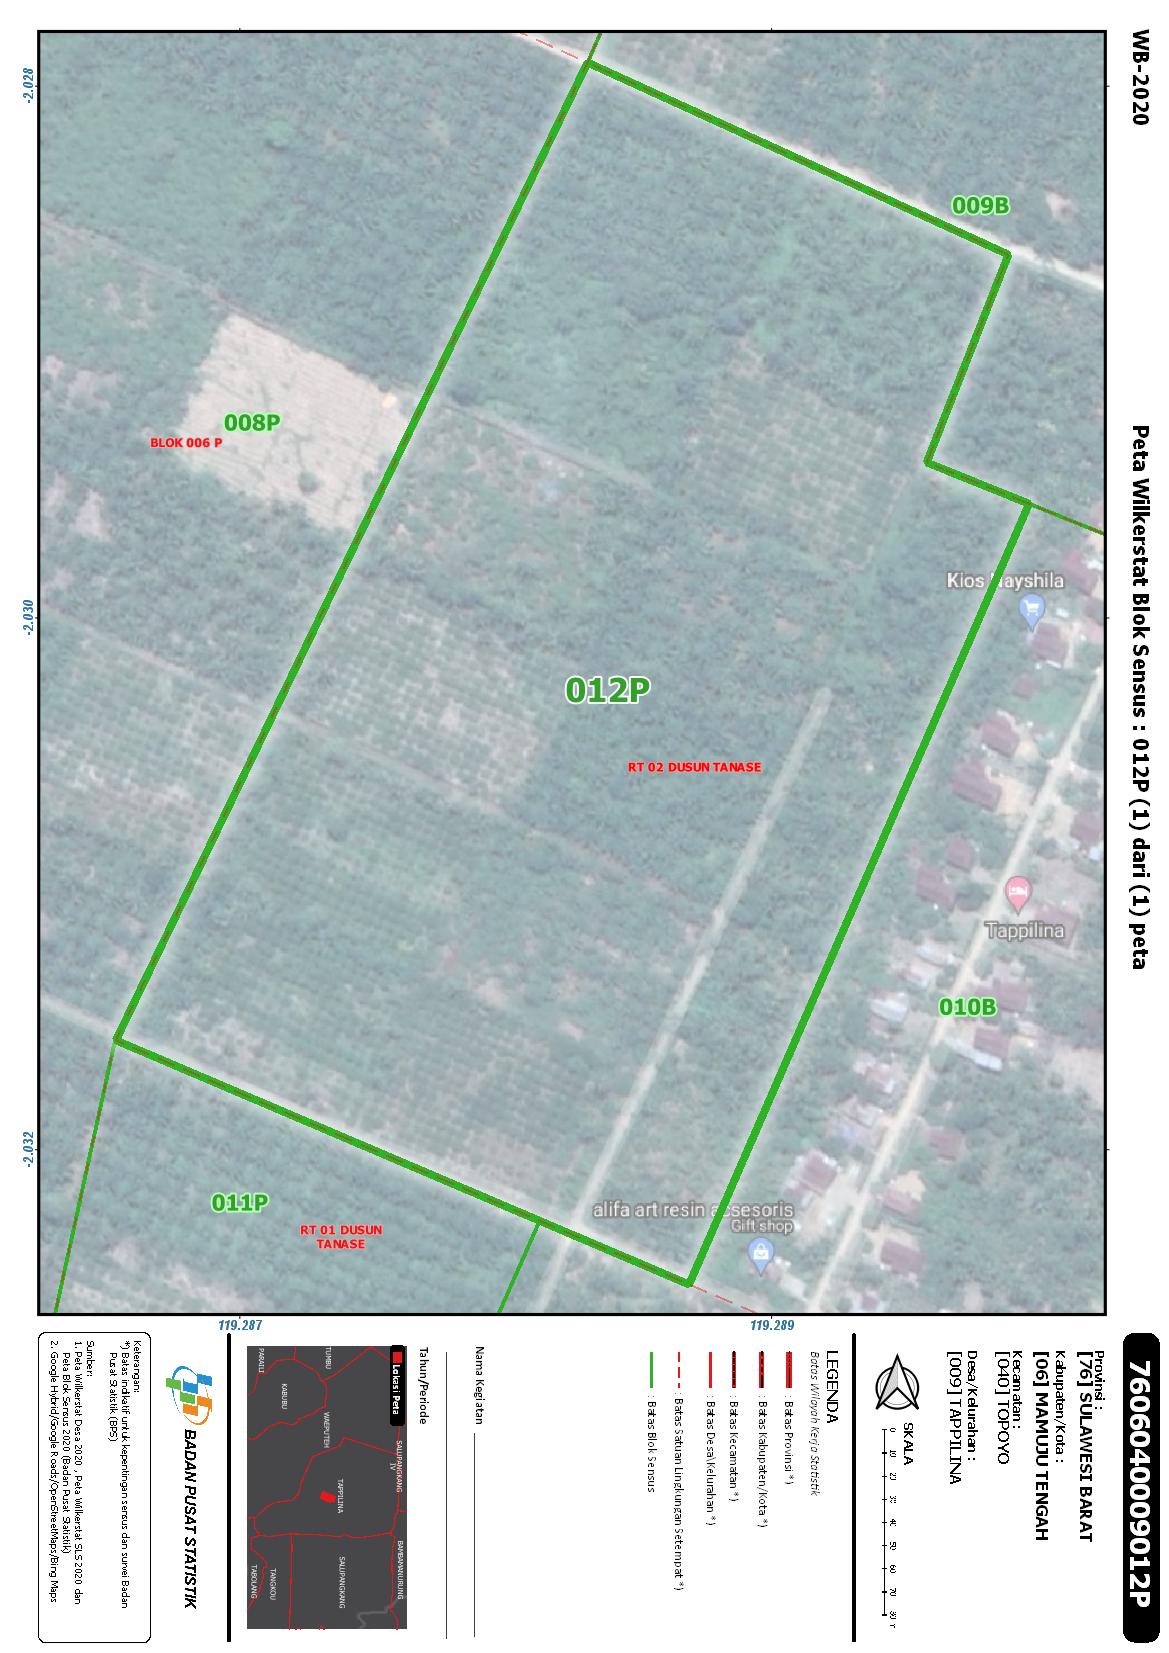 WB-2020
Peta Wilkerstat Blok Sensus : 012P (1) dari (1) peta
7606040009012P
-2.028
-2.030
-2.032
119.287
119.289
009B
008P
BLOK 006 P
Kios Nayshila
012P
RT 02 DUSUN TANASE
Tappilina
010B
011P
RT 01 DUSUN
TANASE
alifa art resin acsesoris
Gift shop
Provinsi :
[76] SULAWESI BARAT
Kabupaten/Kota :
[06] MAMUJU TENGAH
Kecamatan :
[040] TOPOYO
Desa/Kelurahan :
[009] TAPPILINA
SKALA
0 10 20 30 40 50 60 70 80
LEGENDA
Batas Wilayah Kerja Statistik
: Batas Provinsi *)
: Batas Kabupaten/Kota *)
: Batas Kecamatan *)
: Batas Desa\Kelurahan *)
: Batas Satuan Lingkungan Setempat *)
: Batas Blok Sensus
Nama Kegiatan
Tahun/Periode
Lokasi Peta
SALUPANGKANG
IV
BAMBAMANURUNG
TUMBU
WAEPUTEH
TAPPILINA
SALUPANGKANG
KABUBU
PARAILI
TANGKOU
TABOLANG
BADAN PUSAT STATISTIK
Keterangan:
*) Batas indikatif untuk kepentingan sensus dan survei Badan
Pusat Statistik (BPS)
Sumber:
1. Peta Wilkerstat Desa 2020 , Peta Wilkerstat SLS 2020 dan
Peta Blok Sensus 2020 (Badan Pusat Statistik)
2. Google Hybrid/Google Roads/OpenStreetMaps/Bing Maps